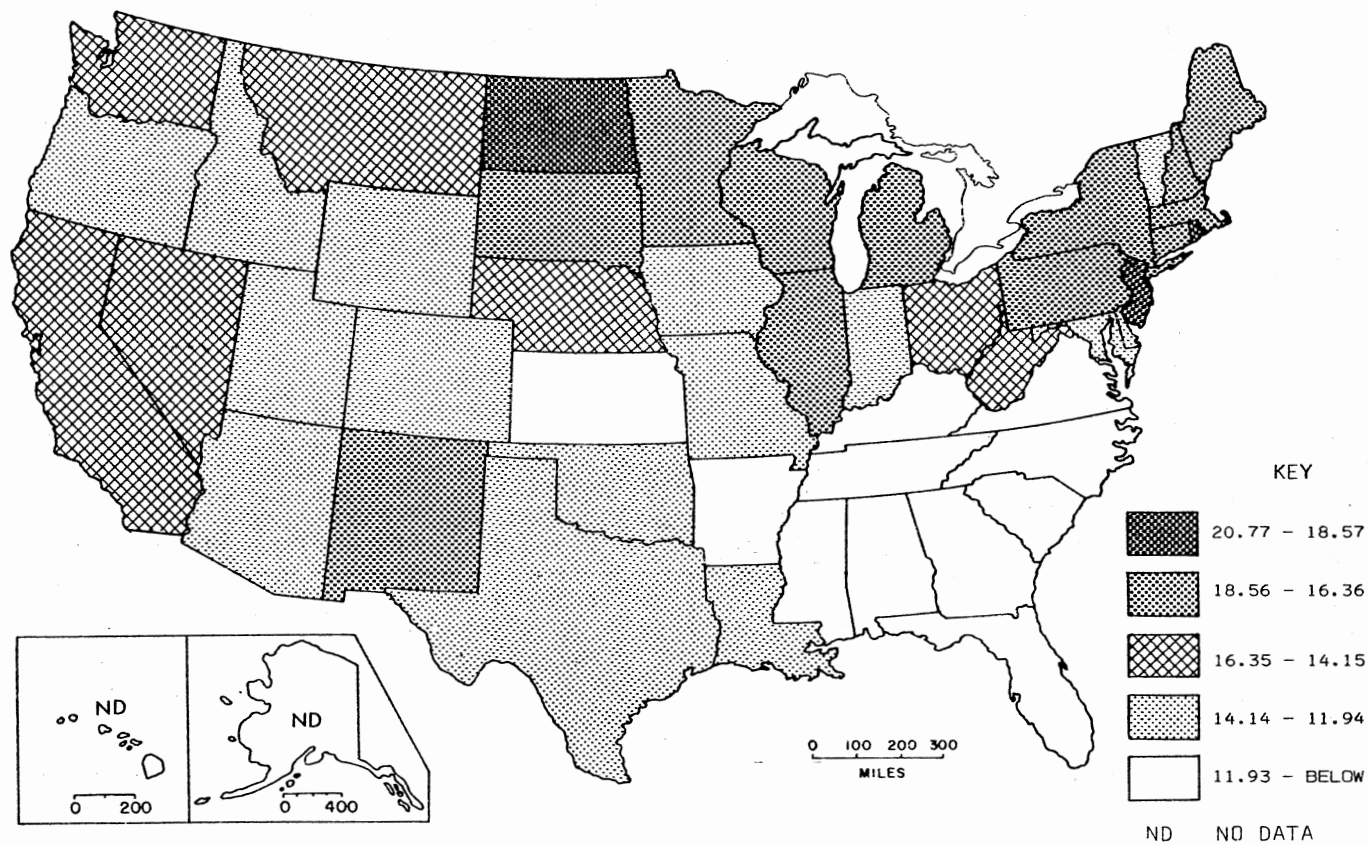 KEY
20.77 - 18.57
18.56 - 16.36
16.35 - 14.15
14.14 - 11.94
11.93 - BELOW
ND NO DATA
ND
0 200
ND
0 400
0 100 200 300
MILES